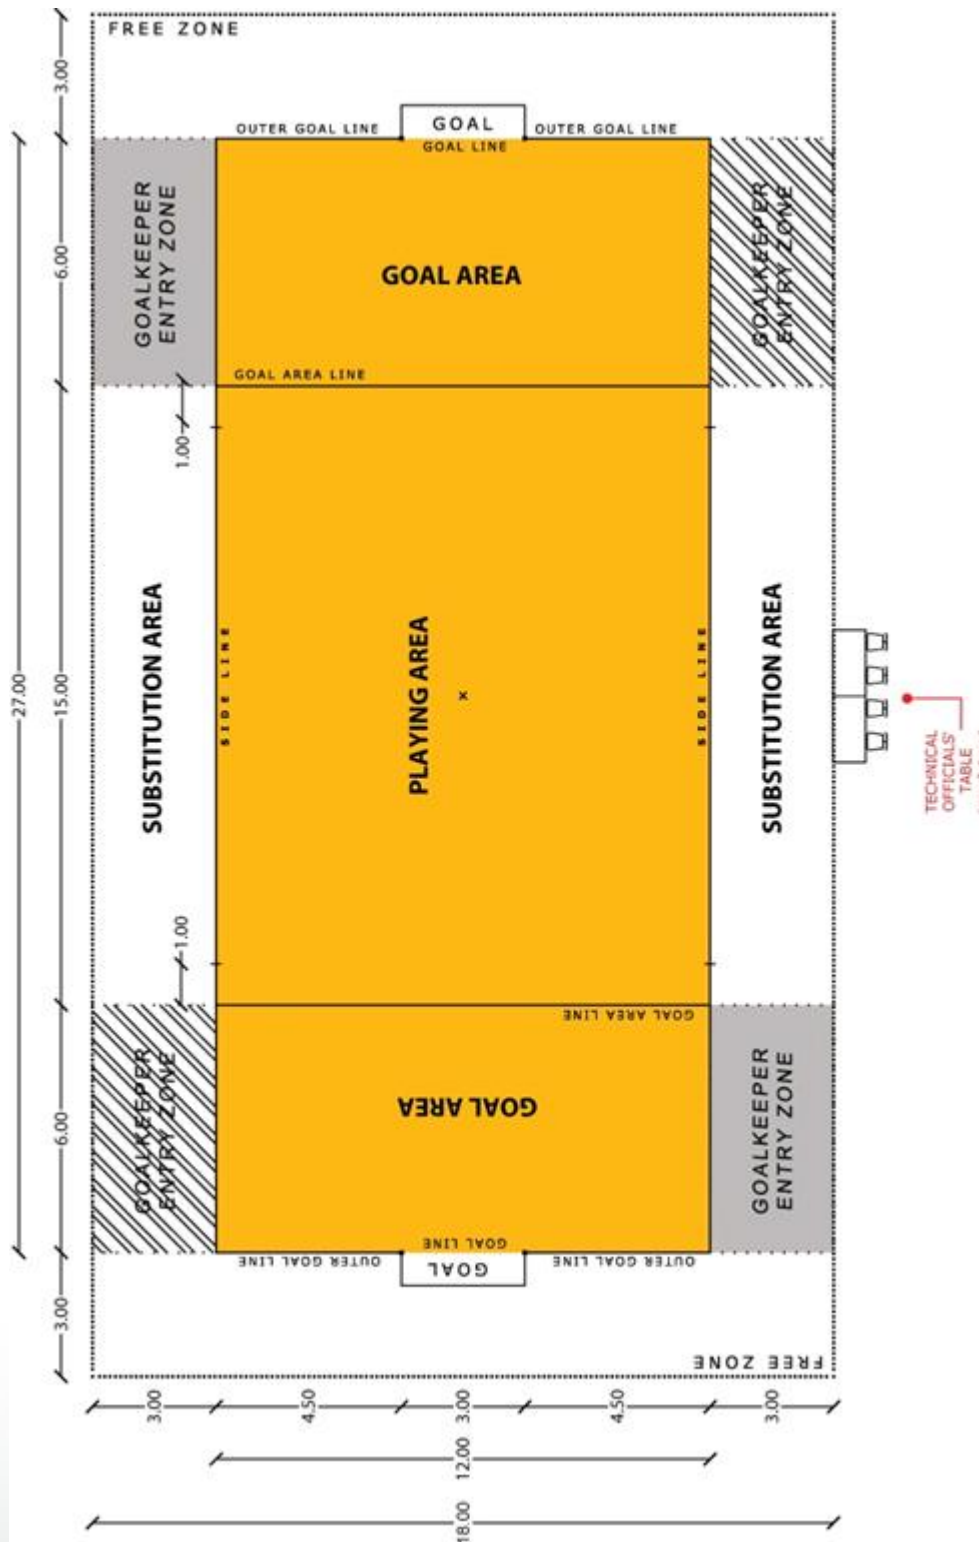 FREE ZONE
3.00
OUTER GOAL LINE
GOAL
OUTER GOAL LINE
GOAL LINE
GOALKEEPER
ENTRY ZONE
GOALKEEPER
ENTRY ZONE
6.00
GOAL AREA
GOAL AREA LINE
1.00
SUBSTITUTION AREA
SIDE LINE
PLAYING AREA
SIDE LINE
SUBSTITUTION AREA
27.00
15.00
TECHNICAL
OFFICIALS'
TABLE
1.00
GOAL AREA LINE
GOALKEEPER
ENTRY ZONE
6.00
GOAL AREA
GOALKEEPER
ENTRY ZONE
GOAL LINE
OUTER GOAL LINE
GOAL
OUTER GOAL LINE
3.00
FREE ZONE
3.00
4.50
3.00
4.50
3.00
12.00
18.00